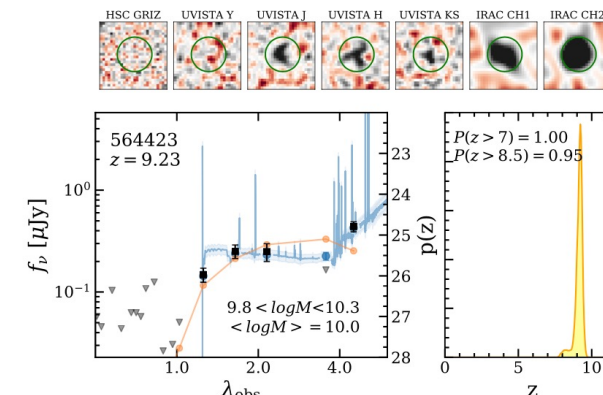 HSC GRIZ UVISTA Y UVISTA J UVISTA H UVISTA KS IRAC CH1 IRAC CH2
564423
z = 9.23
P(z > 7) = 1.00
P(z > 8.5) = 0.95
9.8 < logM < 10.3
< logM > = 10.0
f_ν [μJy]
10⁰
10⁻¹
23
24
25
26
27
28
p(z)
1.0 2.0 4.0
λ_obs
0 5 10
z